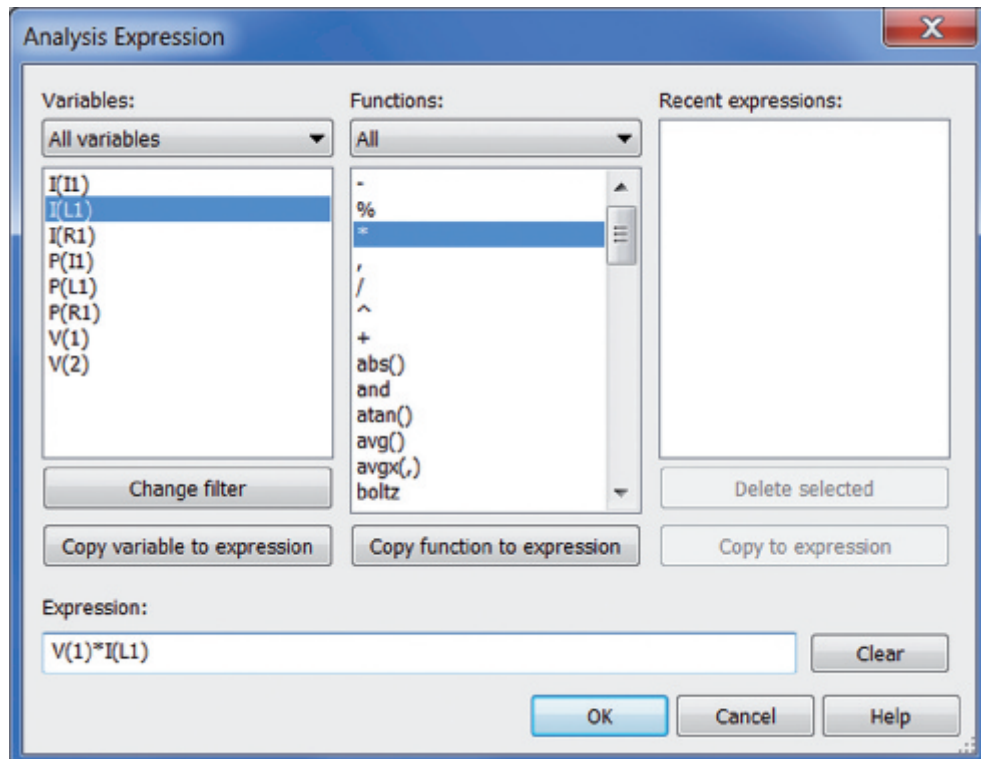 Analysis Expression
Variables:
All variables
I(I1)
I(L1)
I(R1)
P(I1)
P(L1)
P(R1)
V(1)
V(2)
Change filter
Copy variable to expression
Functions:
All
-
%
*
,
/
^
+
abs()
and
atan()
avg()
avgx(,)
boltz
Copy function to expression
Recent expressions:
Delete selected
Copy to expression
Expression:
V(1)*I(L1)
Clear
OK
Cancel
Help